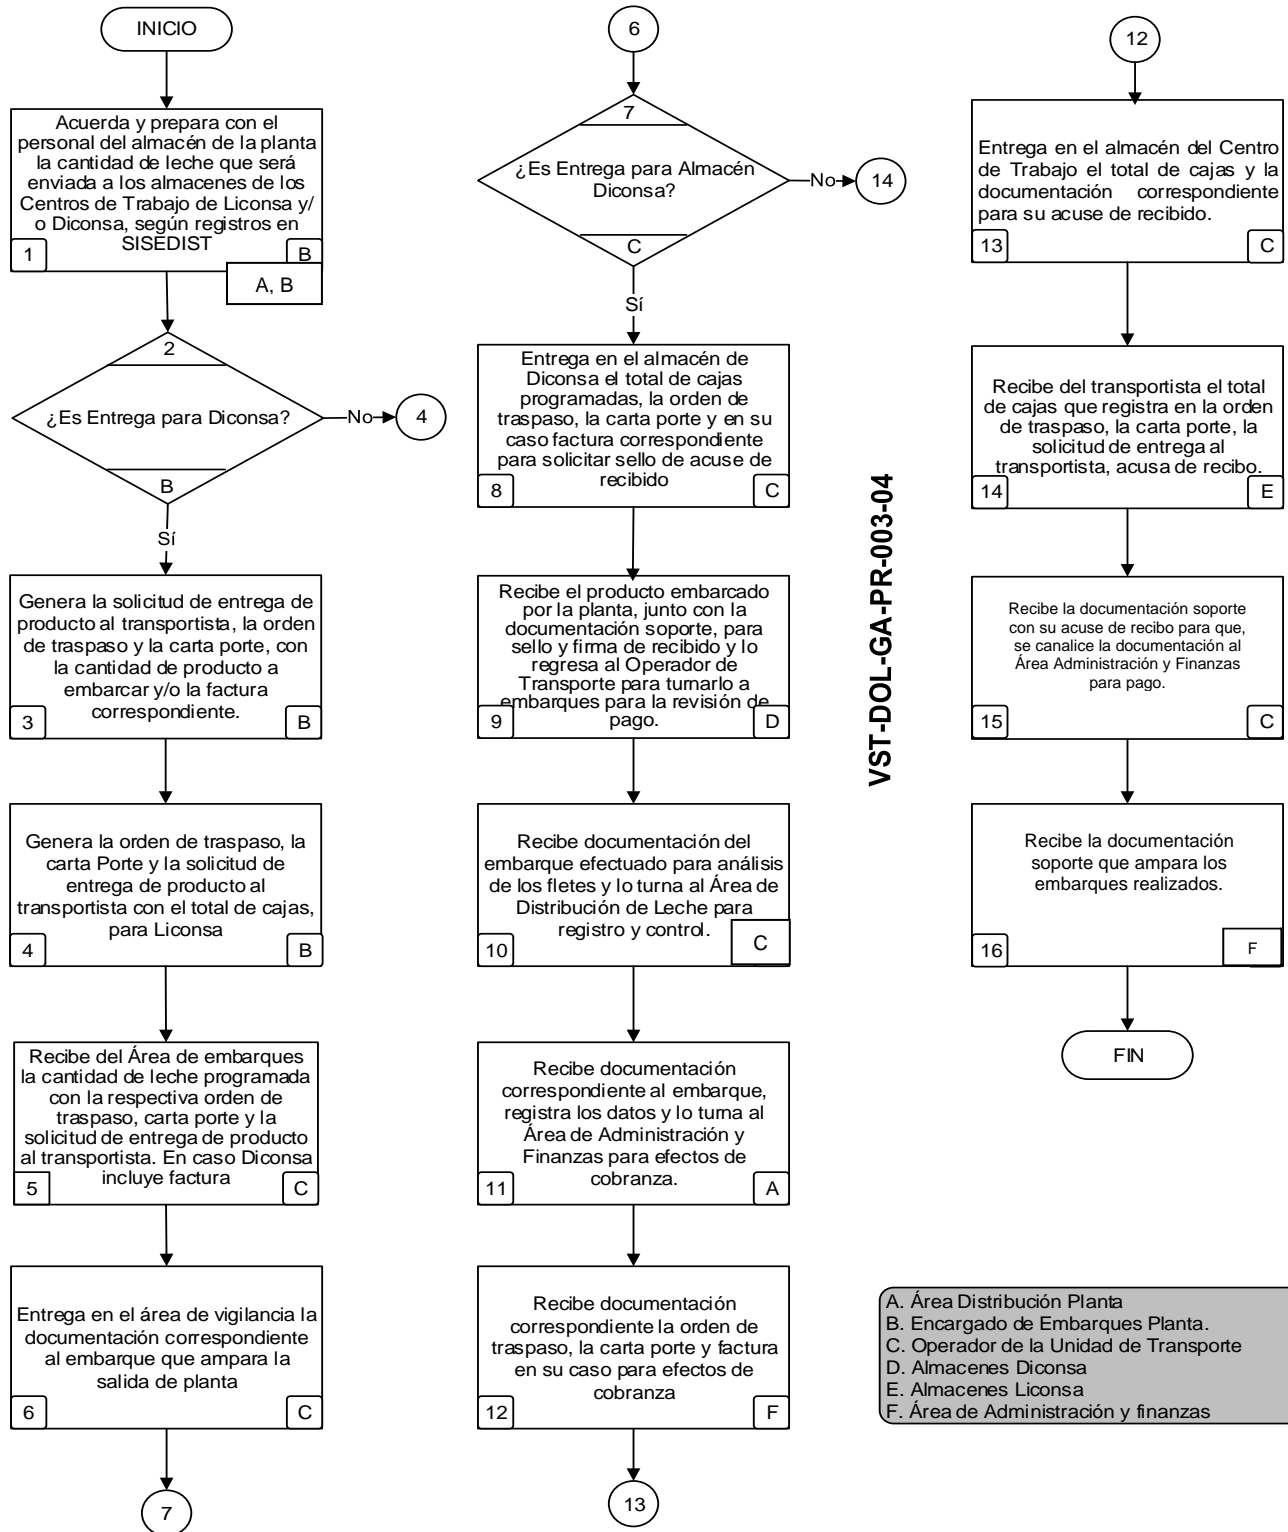 INICIO
Acuerda y prepara con el
personal del almacén de la planta
la cantidad de leche que será
enviada a los almacenes de los
Centros de Trabajo de Liconsa y/
o Diconsa, según registros en
SISEDIST
1
B
A, B
2
¿Es Entrega para Diconsa?
No
4
B
Sí
Genera la solicitud de entrega de
producto al transportista, la orden
de traspaso y la carta porte, con
la cantidad de producto a
embarcar y/o la factura
correspondiente.
3
B
Genera la orden de traspaso, la
carta Porte y la solicitud de
entrega de producto al
transportista con el total de cajas,
para Liconsa
4
B
Recibe del Área de embarques
la cantidad de leche programada
con la respectiva orden de
traspaso, carta porte y la
solicitud de entrega de producto
al transportista. En caso Diconsa
incluye factura
5
C
Entrega en el área de vigilancia la
documentación correspondiente
al embarque que ampara la
salida de planta
6
C
7
6
7
¿Es Entrega para Almacén
Diconsa?
No
14
C
Sí
Entrega en el almacén de
Diconsa el total de cajas
programadas, la orden de
traspaso, la carta porte y en su
caso factura correspondiente
para solicitar sello de acuse de
recibido
8
C
Recibe el producto embarcado
por la planta, junto con la
documentación soporte, para
sello y firma de recibido y lo
regresa al Operador de
Transporte para turnarlo a
embarques para la revisión de
pago.
9
D
Recibe documentación del
embarque efectuado para análisis
de los fletes y lo turna al Área de
Distribución de Leche para
registro y control.
10
C
Recibe documentación
correspondiente al embarque,
registra los datos y lo turna al
Área de Administración y
Finanzas para efectos de
cobranza.
11
A
Recibe documentación
correspondiente la orden de
traspaso, la carta porte y factura
en su caso para efectos de
cobranza
12
F
13
VST-DOL-GA-PR-003-04
12
Entrega en el almacén del Centro
de Trabajo el total de cajas y la
documentación correspondiente
para su acuse de recibido.
13
C
Recibe del transportista el total
de cajas que registra en la orden
de traspaso, la carta porte, la
solicitud de entrega al
transportista, acusa de recibo.
14
E
Recibe la documentación soporte
con su acuse de recibo para que,
se canalice la documentación al
Área Administración y Finanzas
para pago.
15
C
Recibe la documentación
soporte que ampara los
embarques realizados.
16
F
FIN
A. Área Distribución Planta
B. Encargado de Embarques Planta.
C. Operador de la Unidad de Transporte
D. Almacenes Diconsa
E. Almacenes Liconsa
F. Área de Administración y finanzas